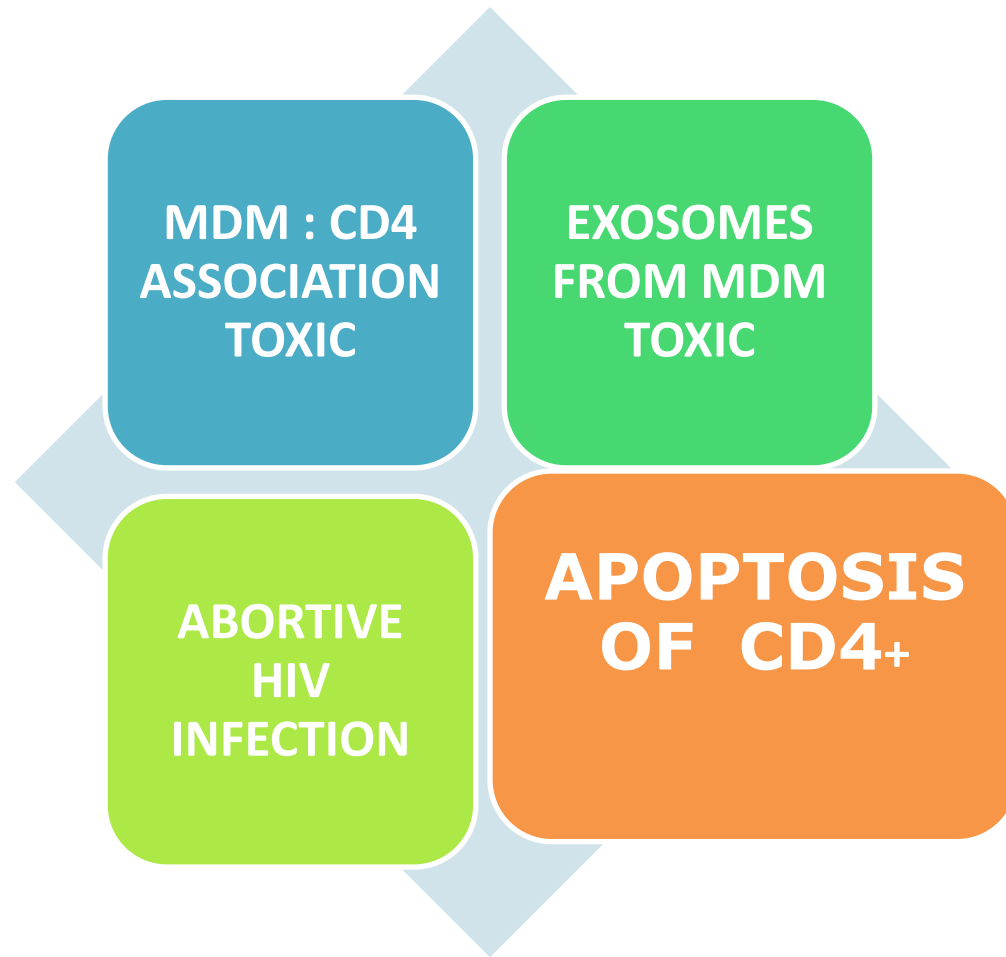 MDM : CD4
ASSOCIATION
TOXIC
EXOSOMES
FROM MDM
TOXIC
ABORTIVE
HIV
INFECTION
APOPTOSIS
OF CD4+